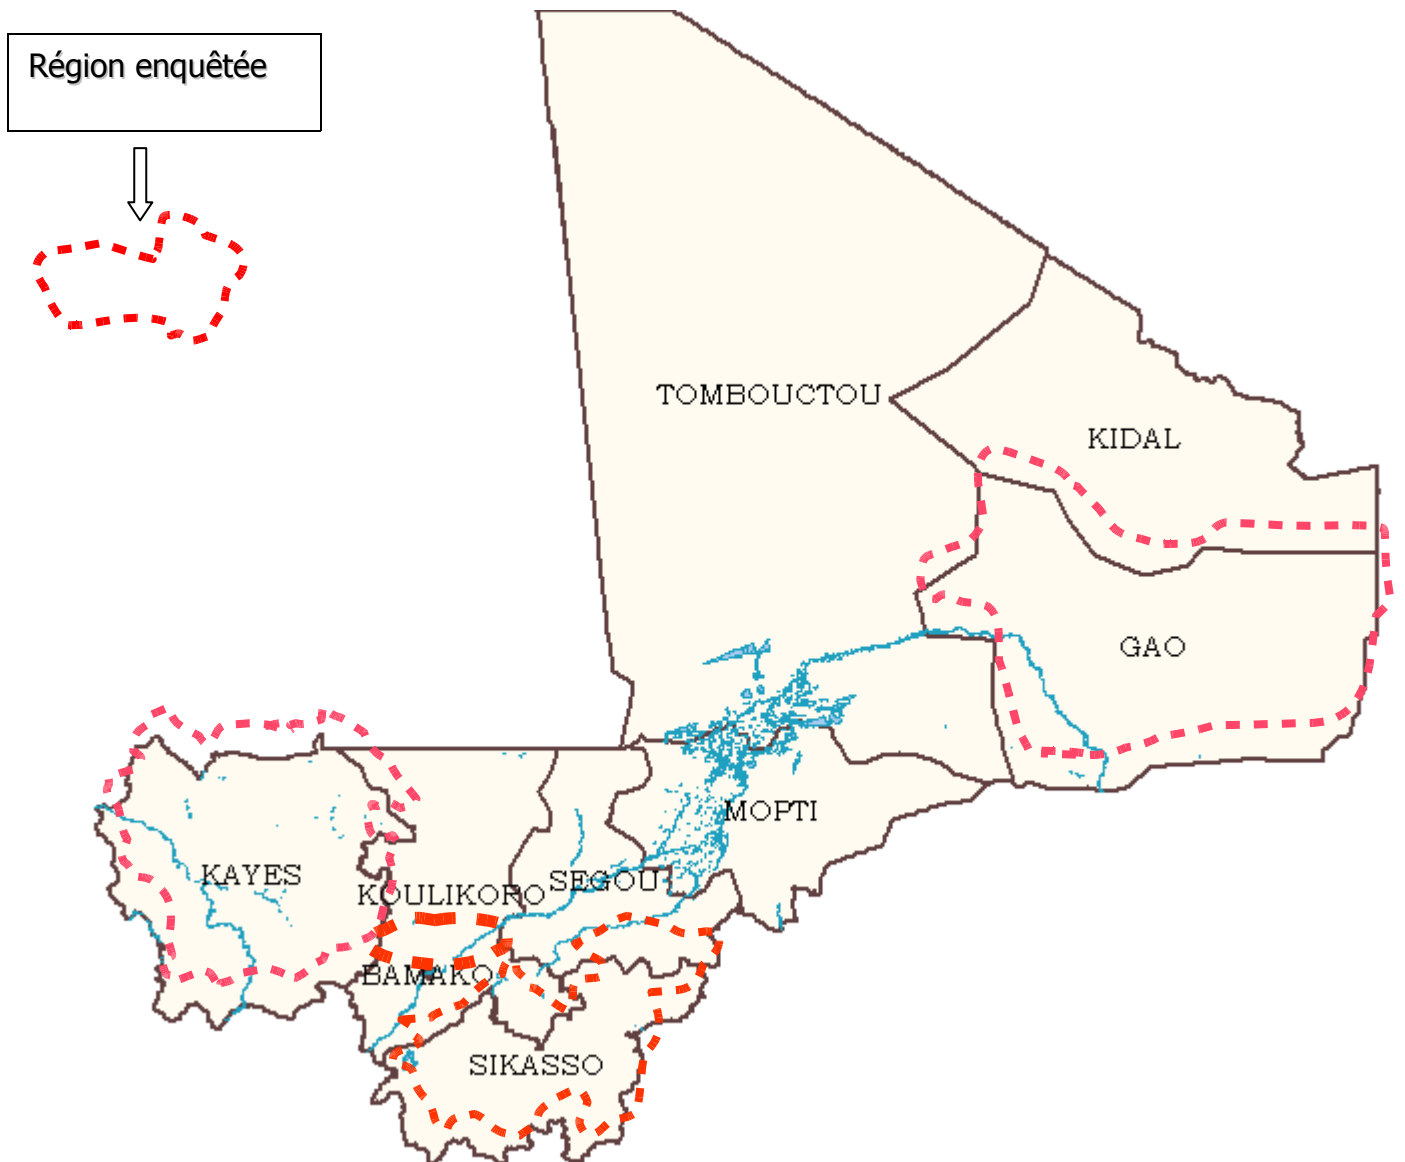 Région enquêtée
TOMBOUCTOU
KIDAL
GAO
MOPTI
KAYES
SEGOU
KOULIKORO
BAMAKO
SIKASSO